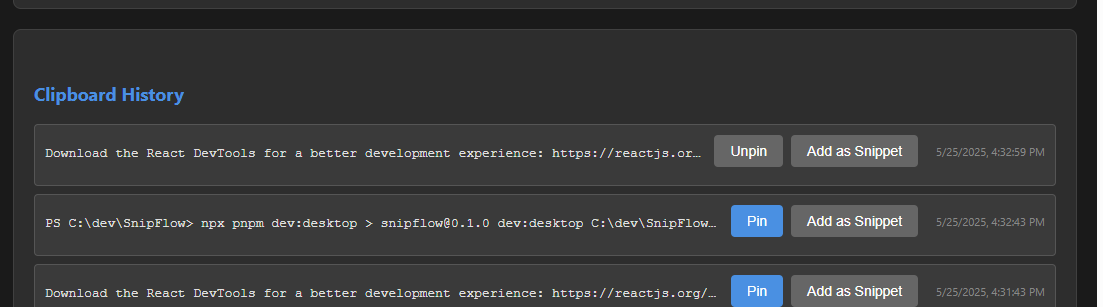 Clipboard History
Download the React DevTools for a better development experience: https://reactjs.or… Unpin Add as Snippet 5/25/2025, 4:32:59 PM
PS C:\dev\SnipFlow> npx pnpm dev:desktop > snipflow@0.1.0 dev:desktop C:\dev\SnipFlow… Pin Add as Snippet 5/25/2025, 4:32:43 PM
Download the React DevTools for a better development experience: https://reactjs.org/… Pin Add as Snippet 5/25/2025, 4:31:43 PM